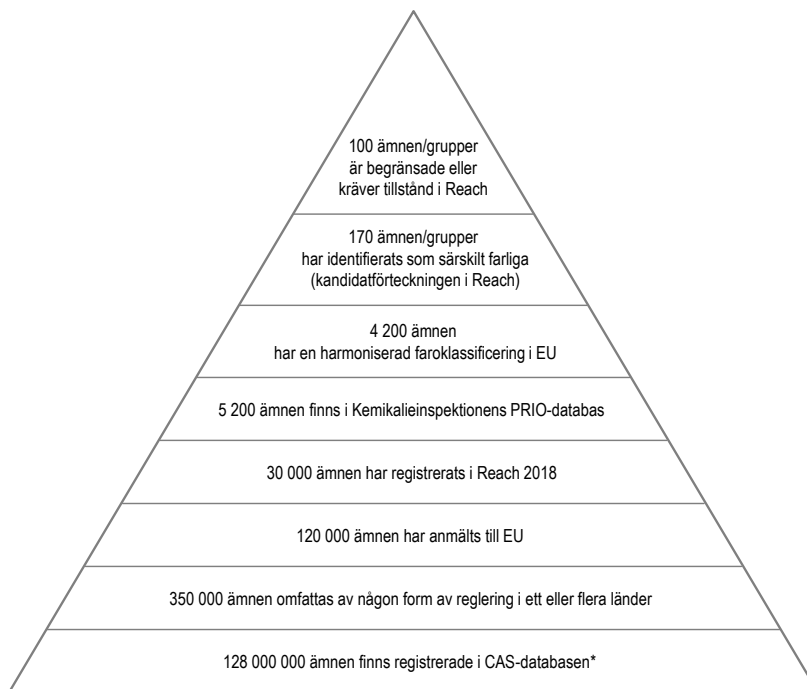 100 ämnen/grupper
är begränsade eller
kräver tillstånd i Reach
170 ämnen/grupper
har identifierats som särskilt farliga
(kandidatförteckningen i Reach)
4 200 ämnen
har en harmoniserad faroklassificering i EU
5 200 ämnen finns i Kemikalieinspektionens PRIO-databas
30 000 ämnen har registrerats i Reach 2018
120 000 ämnen har anmälts till EU
350 000 ämnen omfattas av någon form av reglering i ett eller flera länder
128 000 000 ämnen finns registrerade i CAS-databasen*